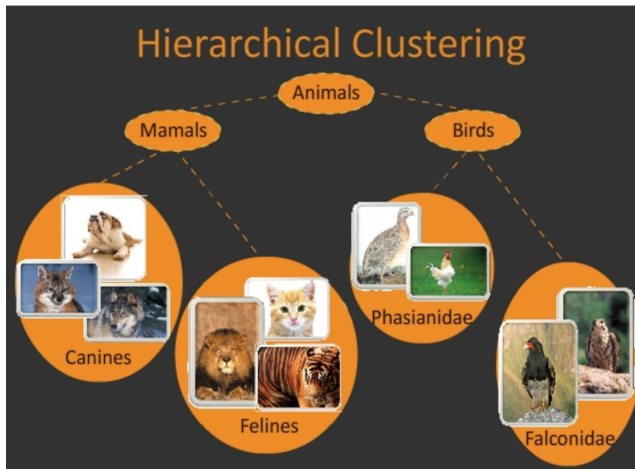 Hierarchical Clustering
Animals
Mamals
Birds
Canines
Felines
Phasianidae
Falconidae